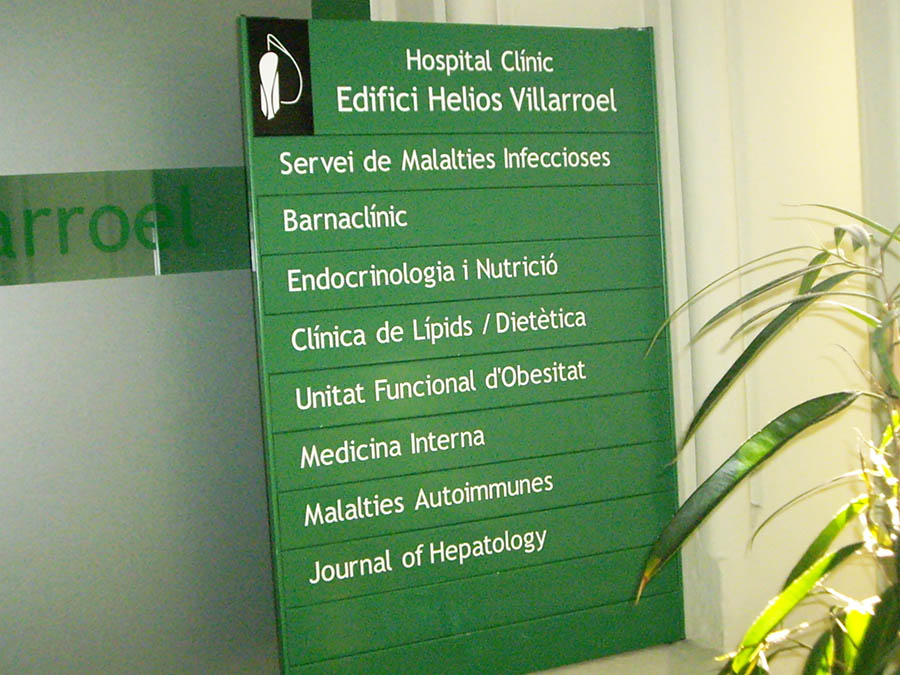 Hospital Clínic
Edifici Helios Villarroel
Servei de Malalties Infeccioses
arroel
Barnaclínic
Endocrinologia i Nutrició
Clínica de Lípids / Dietètica
Unitat Funcional d'Obesitat
Medicina Interna
Malalties Autoimmunes
Journal of Hepatology